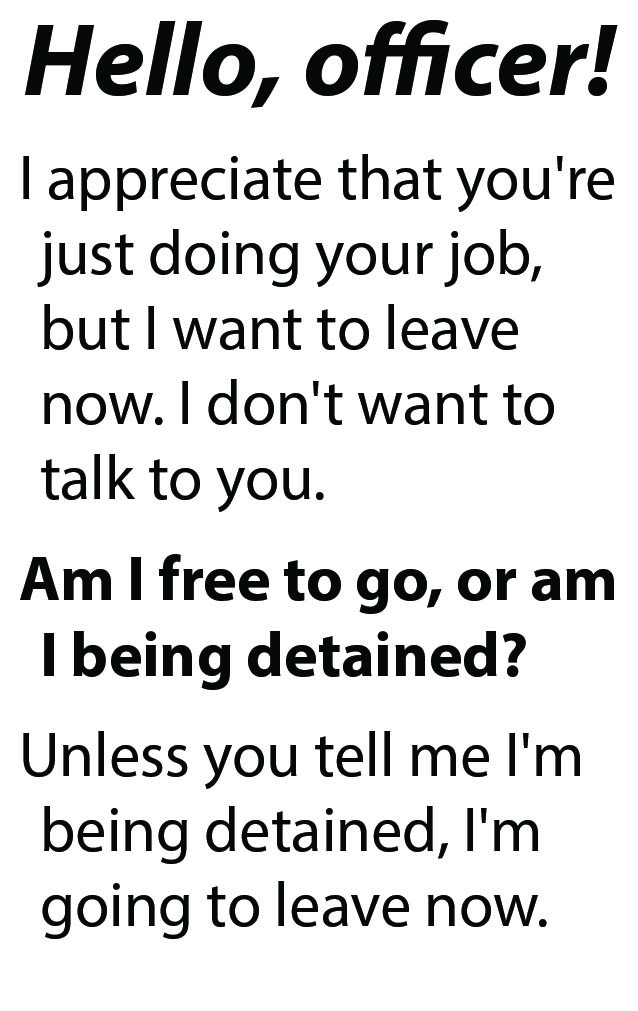 Hello, officer!
I appreciate that you're
just doing your job,
but I want to leave
now. I don't want to
talk to you.
Am I free to go, or am
I being detained?
Unless you tell me I'm
being detained, I'm
going to leave now.